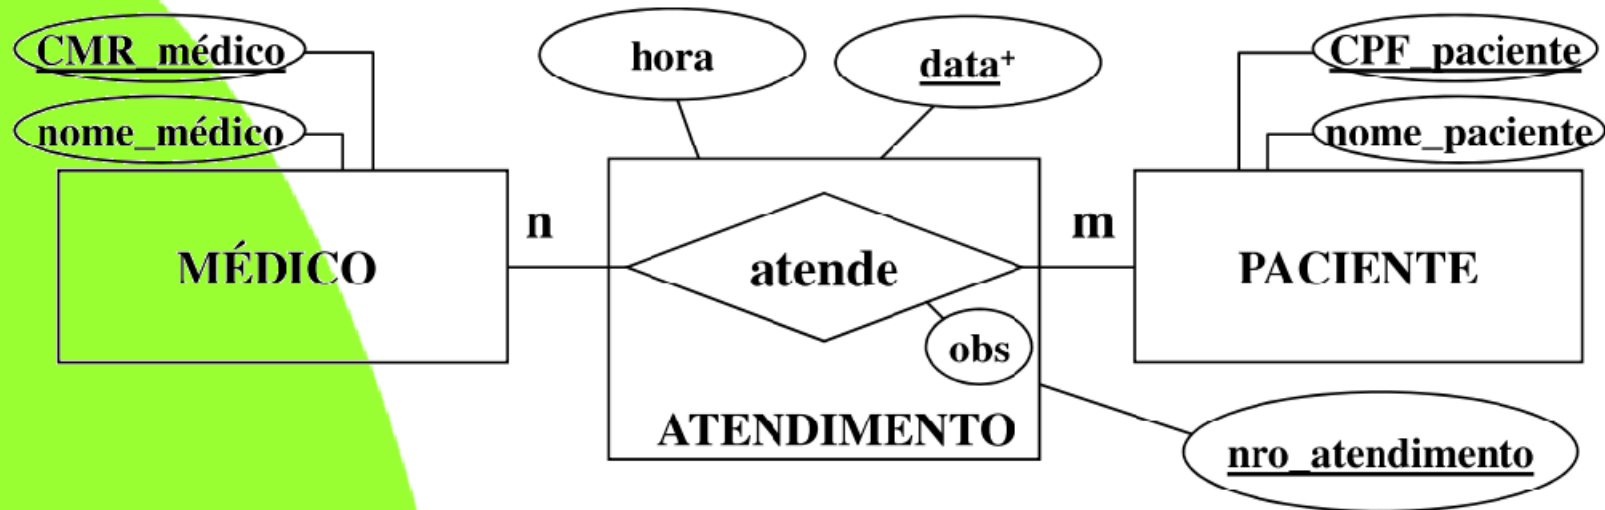 CMR_médico
nome_médico
hora
data+
CPF_paciente
nome_paciente
MÉDICO
n
atende
m
PACIENTE
obs
ATENDIMENTO
nro_atendimento